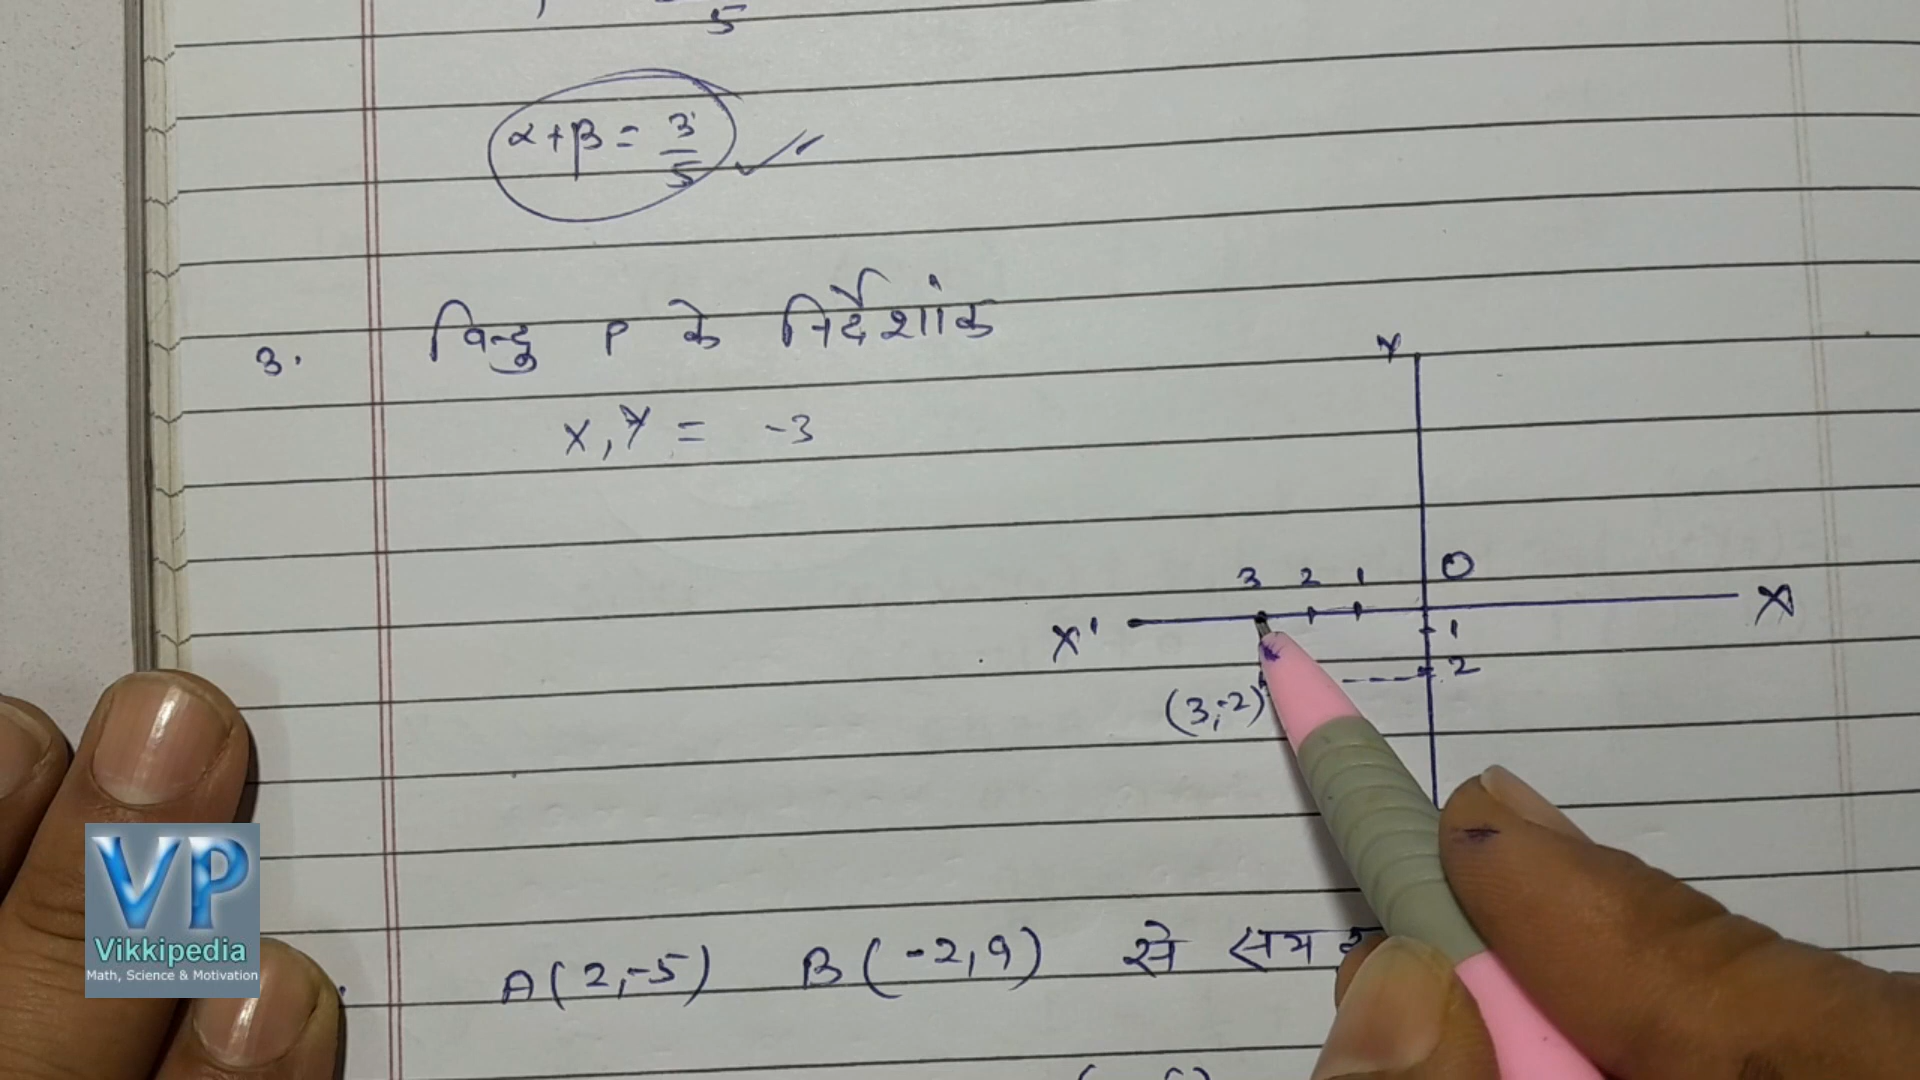 5
α+β = 3/5
3. विन्दु P के निर्देशांक
X, Y = -3
Y
3 2 1 O
X' X
1
2
(3,-2)
A(2,-5) B(-2,9) से
VP
Vikkipedia
Math, Science & Motivation